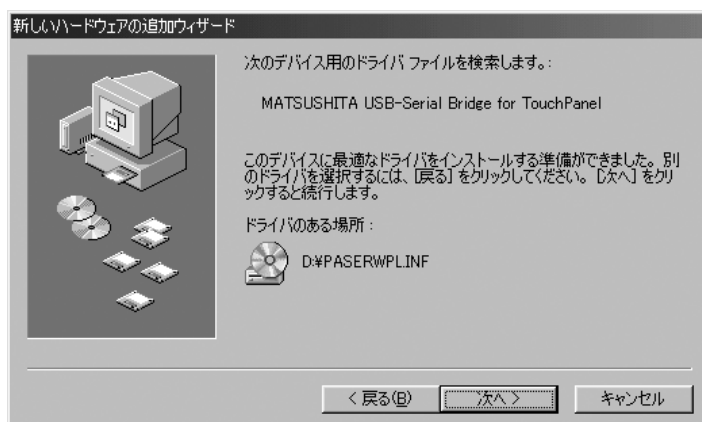 新しいハードウェアの追加ウィザード
次のデバイス用のドライバ ファイルを検索します。:
MATSUSHITA USB-Serial Bridge for TouchPanel
このデバイスに最適なドライバをインストールする準備ができました。別
のドライバを選択するには、[戻る] をクリックしてください。[次へ] をクリ
ックすると続行します。
ドライバのある場所 :
D:¥PASERWPL.INF
< 戻る(B)
次へ >
キャンセル